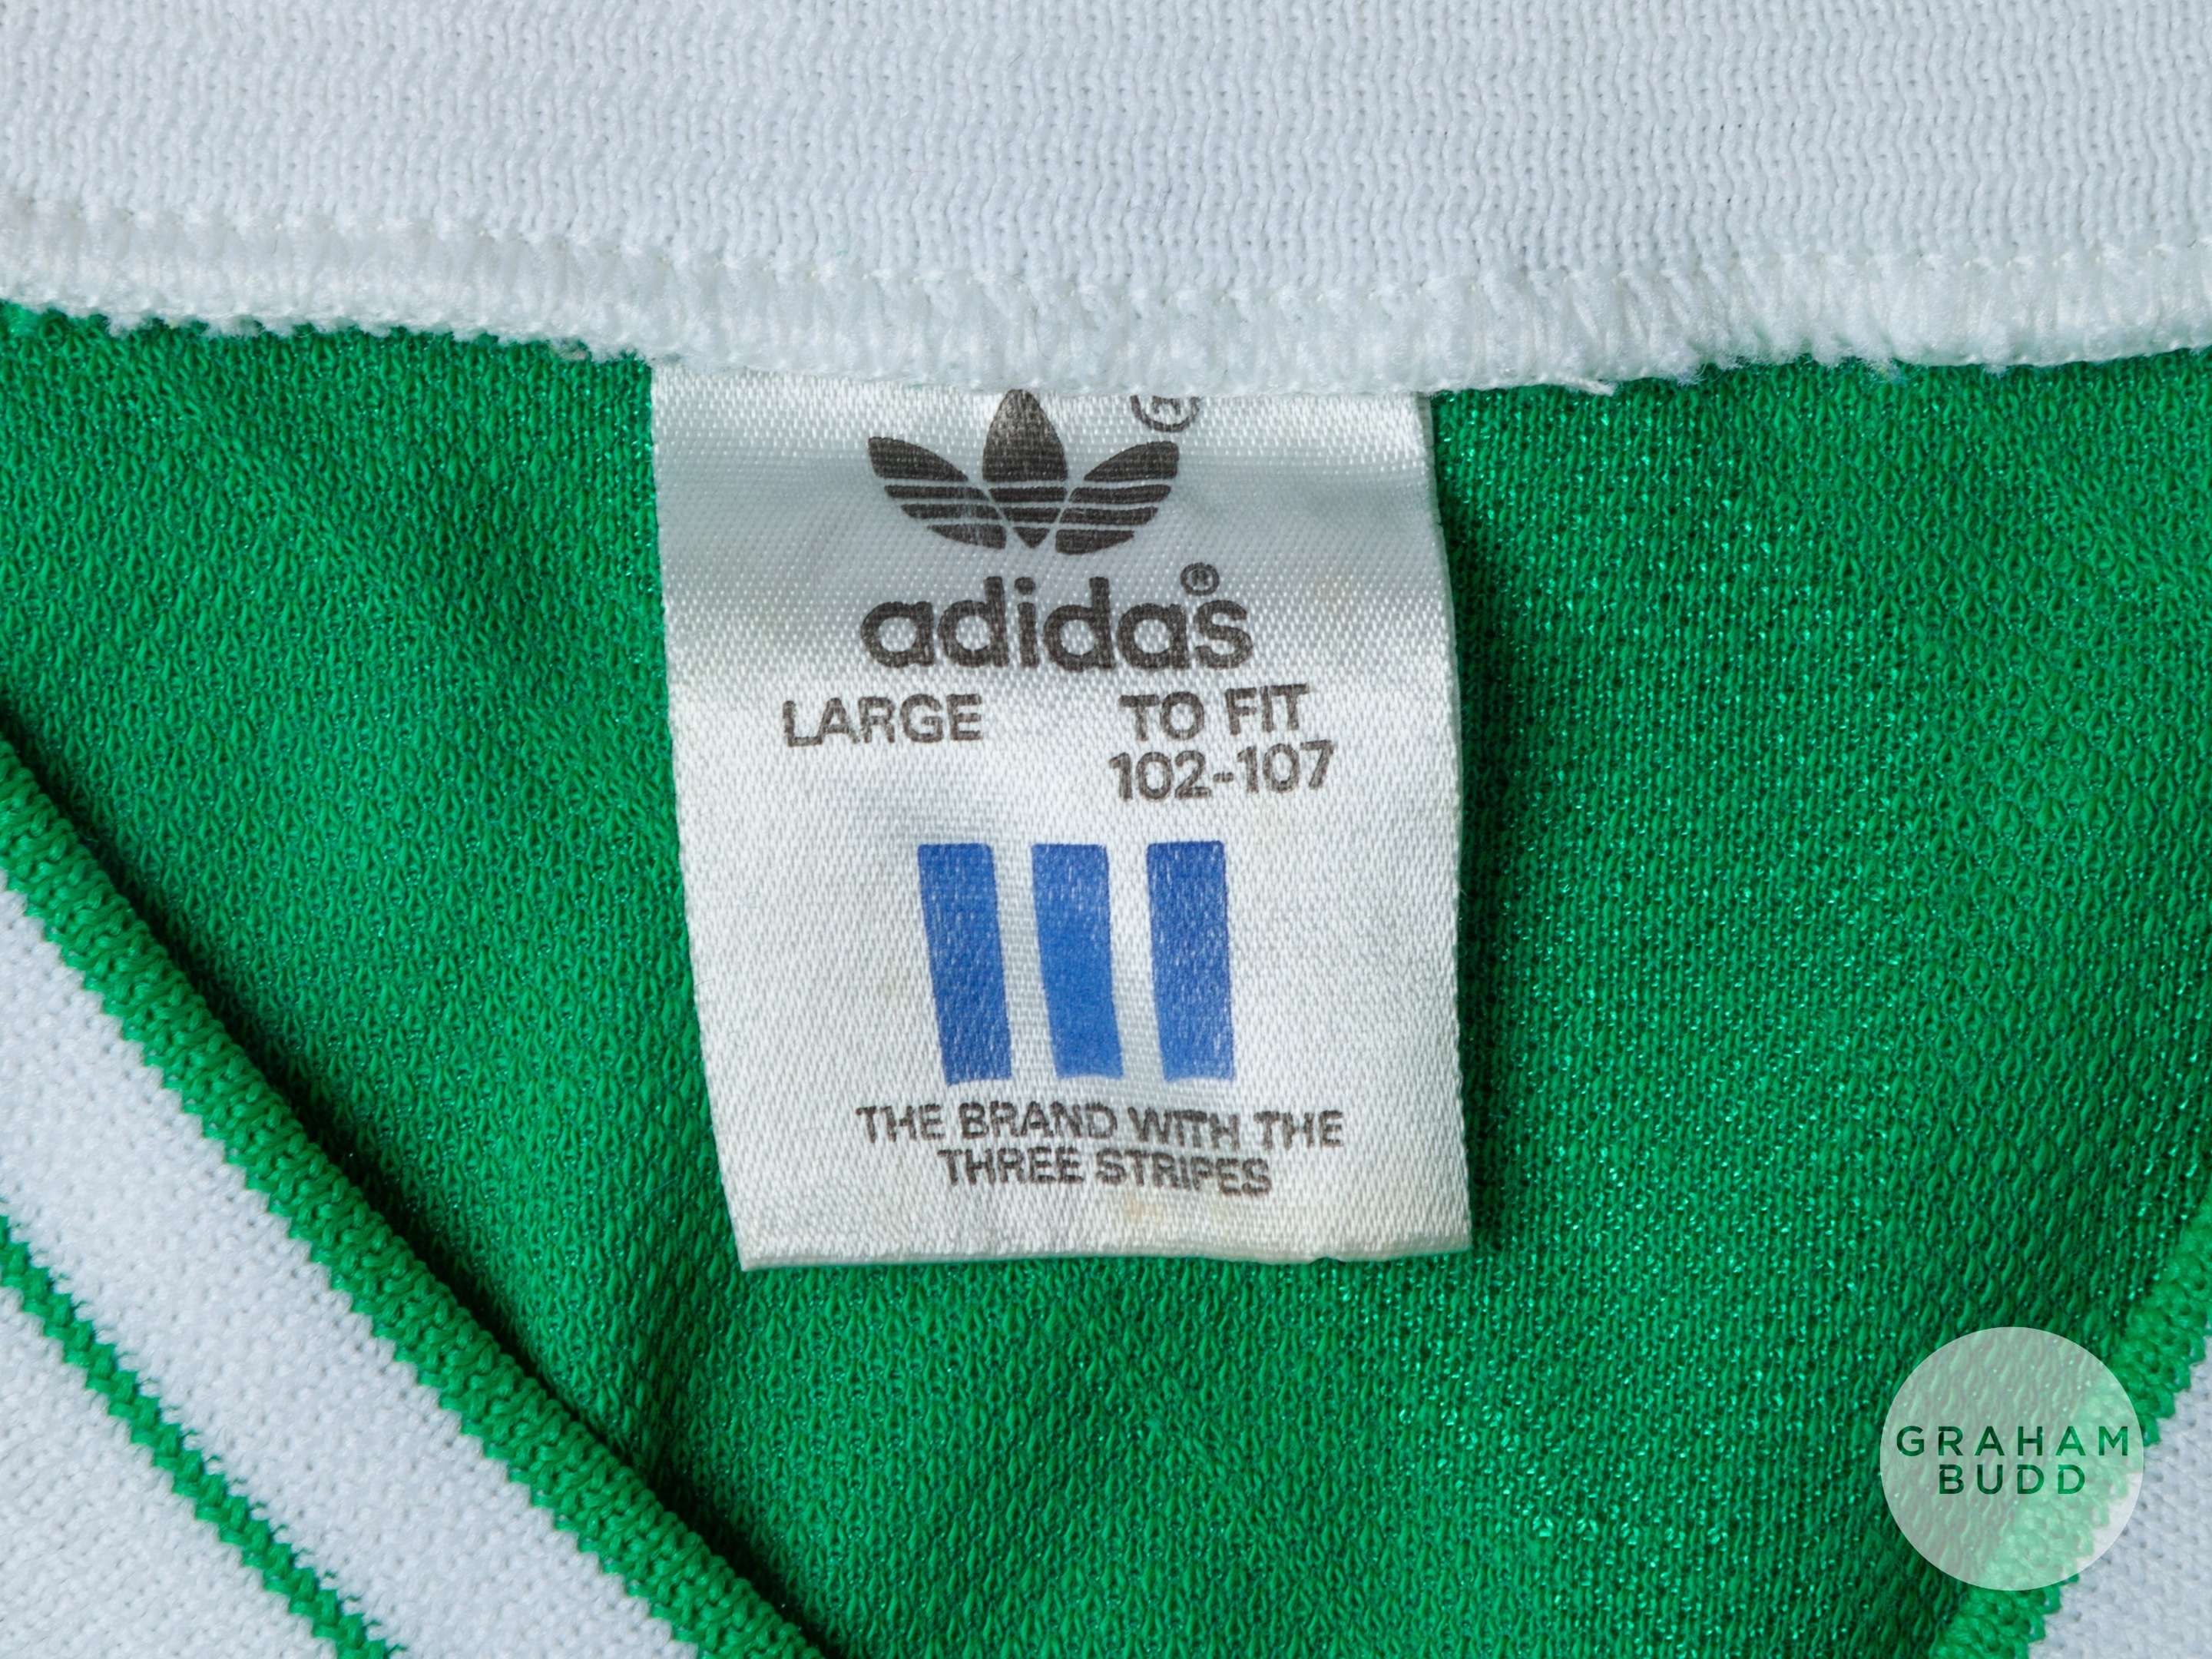 ®
adidas®
LARGE TO FIT
102-107
THE BRAND WITH THE
THREE STRIPES
GRAHAM
BUDD